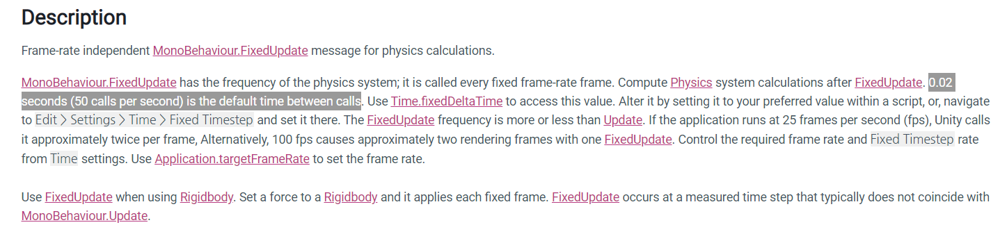 Description
Frame-rate independent MonoBehaviour.FixedUpdate message for physics calculations.
MonoBehaviour.FixedUpdate has the frequency of the physics system; it is called every fixed frame-rate frame. Compute Physics system calculations after FixedUpdate. 0.02
seconds (50 calls per second) is the default time between calls. Use Time.fixedDeltaTime to access this value. Alter it by setting it to your preferred value within a script, or, navigate
to Edit > Settings > Time > Fixed Timestep and set it there. The FixedUpdate frequency is more or less than Update. If the application runs at 25 frames per second (fps), Unity calls
it approximately twice per frame, Alternatively, 100 fps causes approximately two rendering frames with one FixedUpdate. Control the required frame rate and Fixed Timestep rate
from Time settings. Use Application.targetFrameRate to set the frame rate.
Use FixedUpdate when using Rigidbody. Set a force to a Rigidbody and it applies each fixed frame. FixedUpdate occurs at a measured time step that typically does not coincide with
MonoBehaviour.Update.